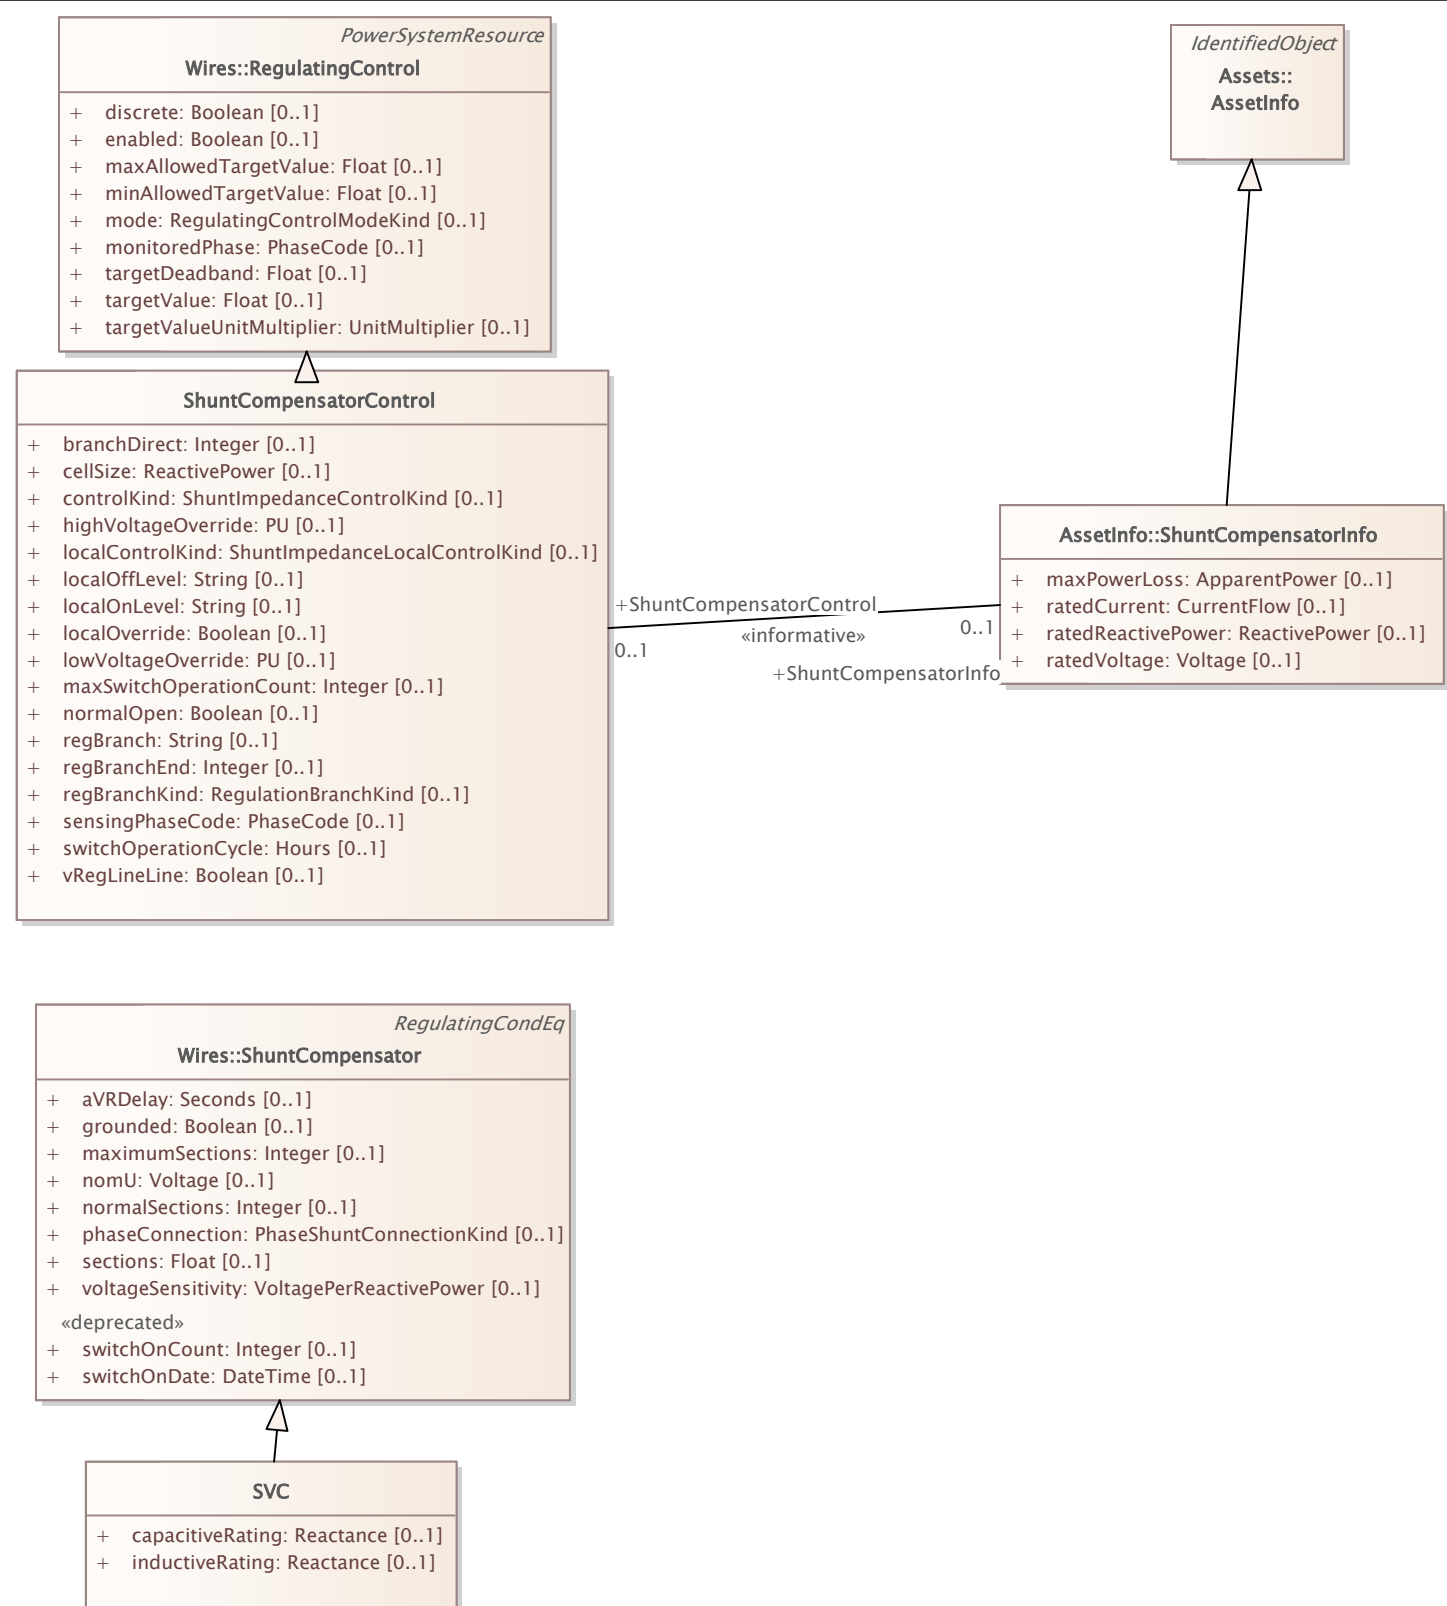 PowerSystemResource
Wires::RegulatingControl
+ discrete: Boolean [0..1]
+ enabled: Boolean [0..1]
+ maxAllowedTargetValue: Float [0..1]
+ minAllowedTargetValue: Float [0..1]
+ mode: RegulatingControlModeKind [0..1]
+ monitoredPhase: PhaseCode [0..1]
+ targetDeadband: Float [0..1]
+ targetValue: Float [0..1]
+ targetValueUnitMultiplier: UnitMultiplier [0..1]
IdentifiedObject
Assets::
AssetInfo
ShuntCompensatorControl
+ branchDirect: Integer [0..1]
+ cellSize: ReactivePower [0..1]
+ controlKind: ShuntImpedanceControlKind [0..1]
+ highVoltageOverride: PU [0..1]
+ localControlKind: ShuntImpedanceLocalControlKind [0..1]
+ localOffLevel: String [0..1]
+ localOnLevel: String [0..1]
+ localOverride: Boolean [0..1]
+ lowVoltageOverride: PU [0..1]
+ maxSwitchOperationCount: Integer [0..1]
+ normalOpen: Boolean [0..1]
+ regBranch: String [0..1]
+ regBranchEnd: Integer [0..1]
+ regBranchKind: RegulationBranchKind [0..1]
+ sensingPhaseCode: PhaseCode [0..1]
+ switchOperationCycle: Hours [0..1]
+ vRegLineLine: Boolean [0..1]
+ShuntCompensatorControl
0..1
«informative»
0..1
+ShuntCompensatorInfo
AssetInfo::ShuntCompensatorInfo
+ maxPowerLoss: ApparentPower [0..1]
+ ratedCurrent: CurrentFlow [0..1]
+ ratedReactivePower: ReactivePower [0..1]
+ ratedVoltage: Voltage [0..1]
RegulatingCondEq
Wires::ShuntCompensator
+ aVRDelay: Seconds [0..1]
+ grounded: Boolean [0..1]
+ maximumSections: Integer [0..1]
+ nomU: Voltage [0..1]
+ normalSections: Integer [0..1]
+ phaseConnection: PhaseShuntConnectionKind [0..1]
+ sections: Float [0..1]
+ voltageSensitivity: VoltagePerReactivePower [0..1]
«deprecated»
+ switchOnCount: Integer [0..1]
+ switchOnDate: DateTime [0..1]
SVC
+ capacitiveRating: Reactance [0..1]
+ inductiveRating: Reactance [0..1]